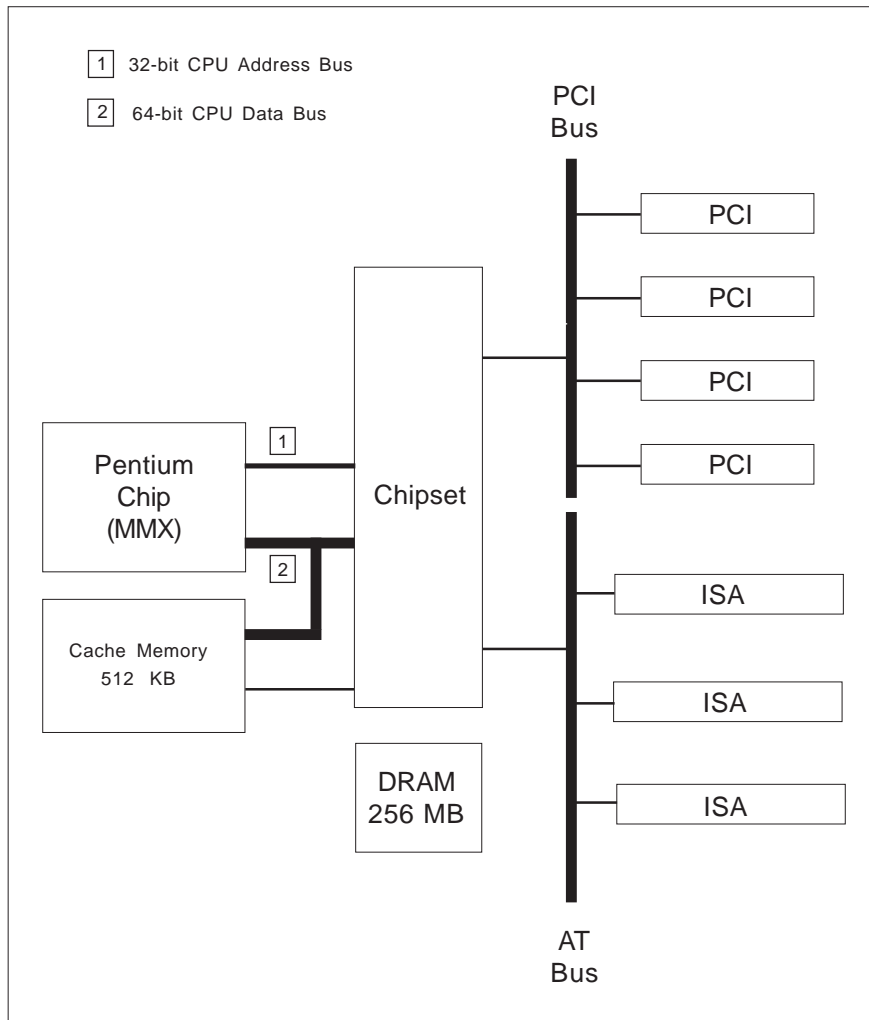 1 32-bit CPU Address Bus
2 64-bit CPU Data Bus
PCI
Bus
PCI
PCI
PCI
PCI
1
Pentium
Chip
(MMX)
Chipset
2
ISA
Cache Memory
512 KB
ISA
DRAM
256 MB
ISA
AT
Bus